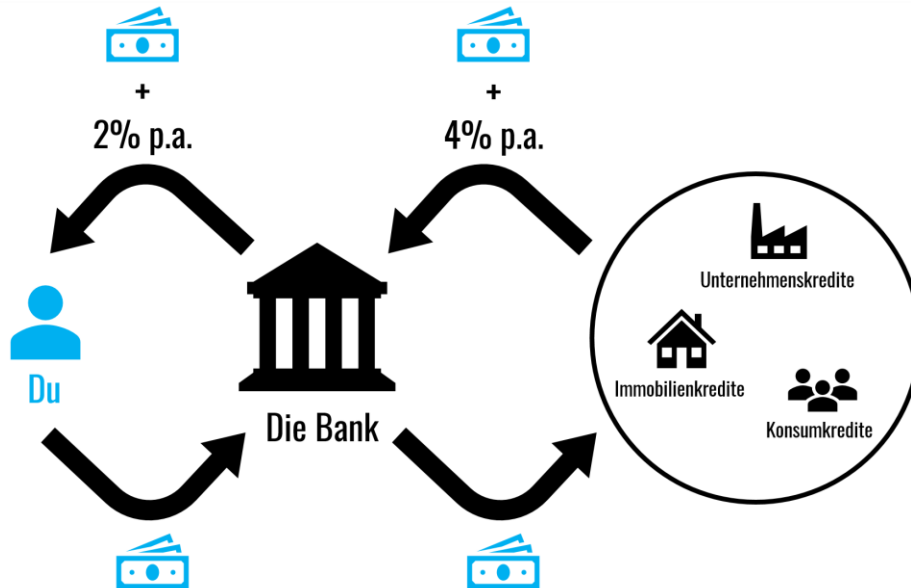 +
2% p.a.
+
4% p.a.
Du
Die Bank
Unternehmenskredite
Immobilienkredite
Konsumkredite